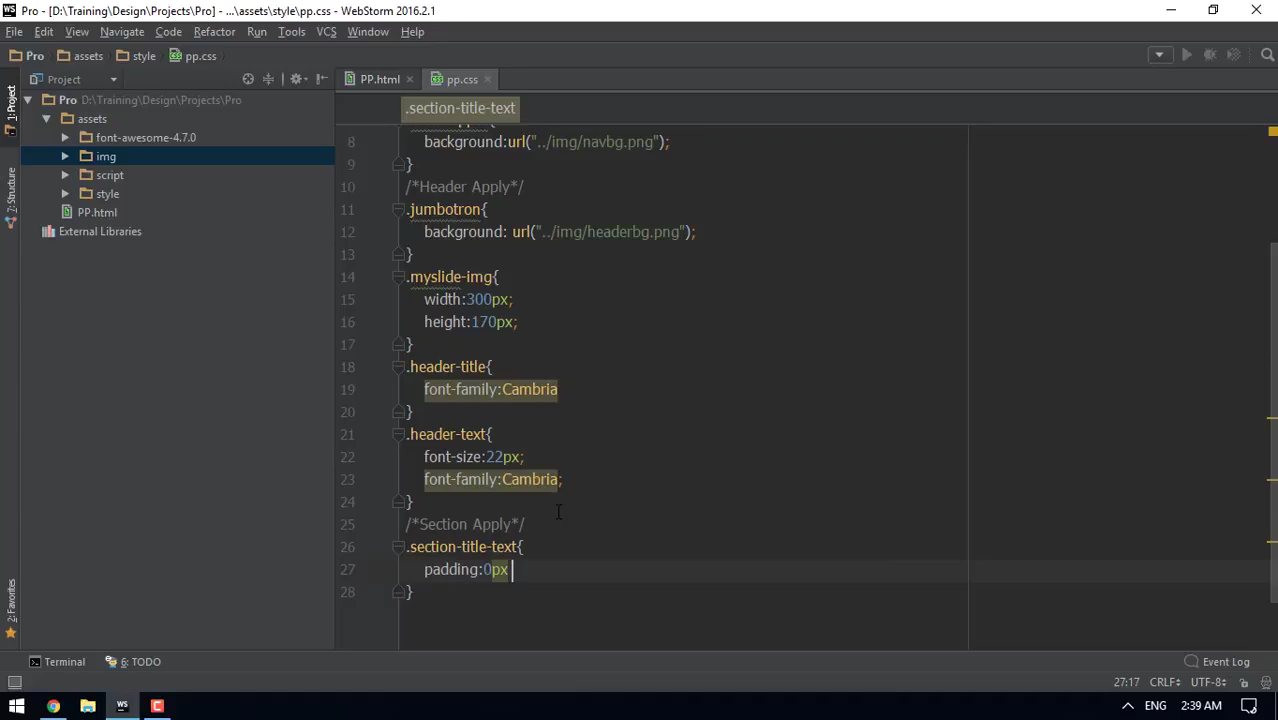 Pro - [D:\Training\Design\Projects\Pro] - ...\assets\style\pp.css - WebStorm 2016.2.1
File Edit View Navigate Code Refactor Run Tools VCS Window Help
Pro assets style pp.css
Project PP.html pp.css
1: Project
Pro D:\Training\Design\Projects\Pro
assets
font-awesome-4.7.0
img
script
style
PP.html
External Libraries
7: Structure
2: Favorites
.section-title-text
8 background:url("../img/navbg.png");
9 }
10 /*Header Apply*/
11 .jumbotron{
12 background: url("../img/headerbg.png");
13 }
14 .myslide-img{
15 width:300px;
16 height:170px;
17 }
18 .header-title{
19 font-family:Cambria
20 }
21 .header-text{
22 font-size:22px;
23 font-family:Cambria;
24 }
25 /*Section Apply*/
26 .section-title-text{
27 padding:0px
28 }
Terminal 6: TODO Event Log
27:17 CRLF UTF-8
ENG 2:39 AM